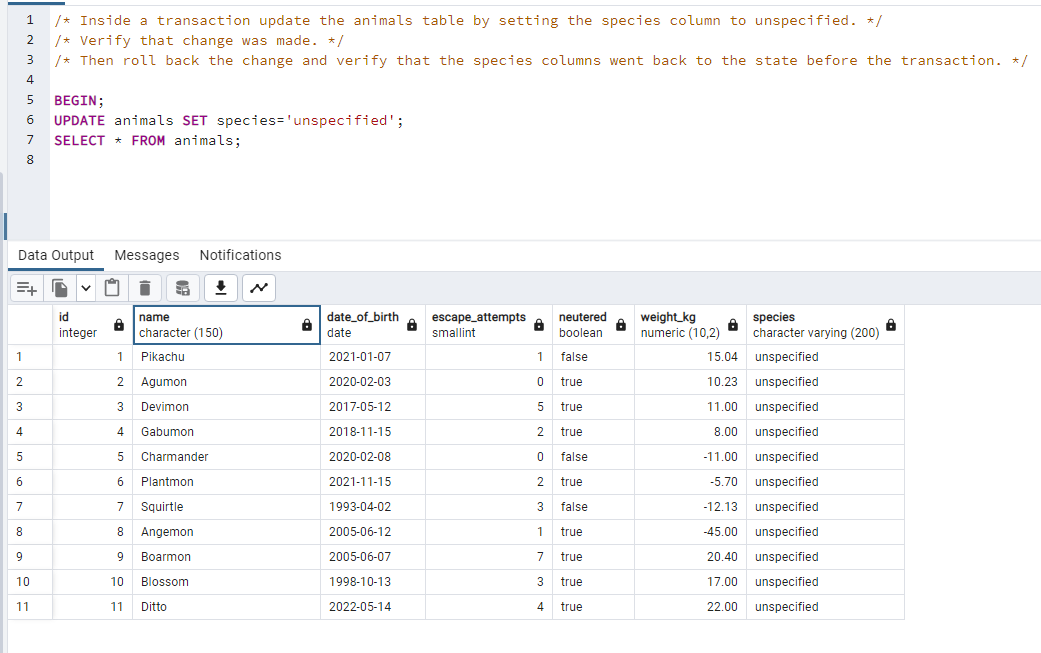 1 /* Inside a transaction update the animals table by setting the species column to unspecified. */
2 /* Verify that change was made. */
3 /* Then roll back the change and verify that the species columns went back to the state before the transaction. */
4
5 BEGIN;
6 UPDATE animals SET species='unspecified';
7 SELECT * FROM animals;
8
Data Output Messages Notifications
id name date_of_birth escape_attempts neutered weight_kg species
integer character (150) date smallint boolean numeric (10,2) character varying (200)
1 1 Pikachu 2021-01-07 1 false 15.04 unspecified
2 2 Agumon 2020-02-03 0 true 10.23 unspecified
3 3 Devimon 2017-05-12 5 true 11.00 unspecified
4 4 Gabumon 2018-11-15 2 true 8.00 unspecified
5 5 Charmander 2020-02-08 0 false -11.00 unspecified
6 6 Plantmon 2021-11-15 2 true -5.70 unspecified
7 7 Squirtle 1993-04-02 3 false -12.13 unspecified
8 8 Angemon 2005-06-12 1 true -45.00 unspecified
9 9 Boarmon 2005-06-07 7 true 20.40 unspecified
10 10 Blossom 1998-10-13 3 true 17.00 unspecified
11 11 Ditto 2022-05-14 4 true 22.00 unspecified